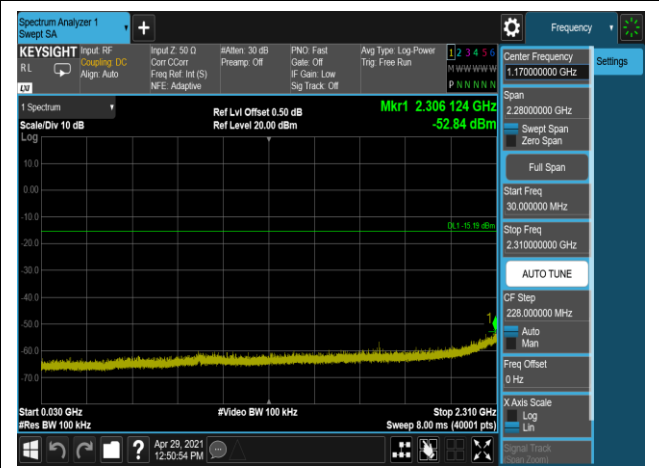 Spectrum Analyzer 1
Swept SA
+
Frequency
KEYSIGHT
RL
LXI
Input: RF
Coupling: DC
Align: Auto
Input Z: 50 Ω
Corr CCorr
Freq Ref: Int (S)
NFE: Adaptive
#Atten: 30 dB
Preamp: Off
PNO: Fast
Gate: Off
IF Gain: Low
Sig Track: Off
Avg Type: Log-Power
Trig: Free Run
1 2 3 4 5 6
M W W W W W
P N N N N N
Center Frequency
1.170000000 GHz
Settings
Span
2.28000000 GHz
Swept Span
Zero Span
Full Span
Start Freq
30.000000 MHz
Stop Freq
2.310000000 GHz
AUTO TUNE
CF Step
228.000000 MHz
Auto
Man
Freq Offset
0 Hz
X Axis Scale
Log
Lin
Signal Track
(Span Zoom)
1 Spectrum
Scale/Div 10 dB
Log
Ref Lvl Offset 0.50 dB
Ref Level 20.00 dBm
Mkr1 2.306 124 GHz
-52.84 dBm
10.0
0.00
-10.0
-20.0
-30.0
-40.0
-50.0
-60.0
-70.0
DL1 -15.19 dBm
1
Start 0.030 GHz
#Res BW 100 kHz
#Video BW 100 kHz
Stop 2.310 GHz
Sweep 8.00 ms (40001 pts)
?
Apr 29, 2021
12:50:54 PM